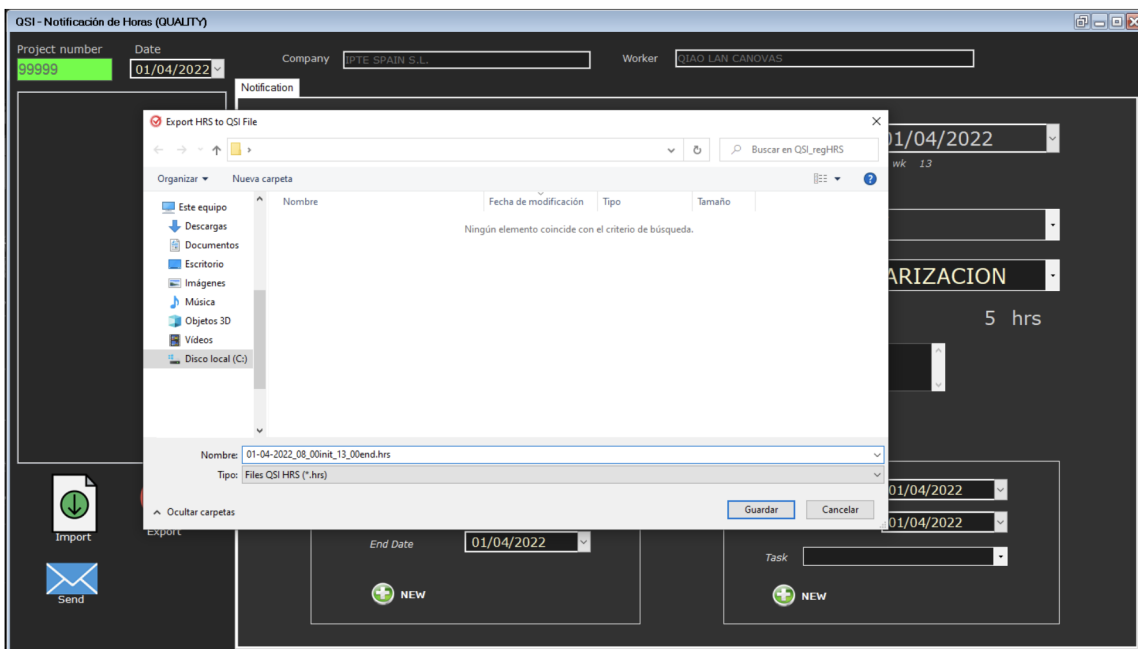 QSI - Notificación de Horas (QUALITY)
Project number Date
99999 01/04/2022
Company IPTE SPAIN S.L. Worker QIAO LAN CANOVAS
Notification
Export HRS to QSI File
Buscar en QSI_regHRS
Organizar Nueva carpeta
Nombre Fecha de modificación Tipo Tamaño
Ningún elemento coincide con el criterio de búsqueda.
Este equipo
Descargas
Documentos
Escritorio
Imágenes
Música
Objetos 3D
Vídeos
Disco local (C:)
Nombre: 01-04-2022_08_00init_13_00end.hrs
Tipo: Files QSI HRS (*.hrs)
Ocultar carpetas Guardar Cancelar
01/04/2022
wk 13
ARIZACION
5 hrs
Import Export
Send
01/04/2022
01/04/2022
End Date 01/04/2022
Task
NEW NEW